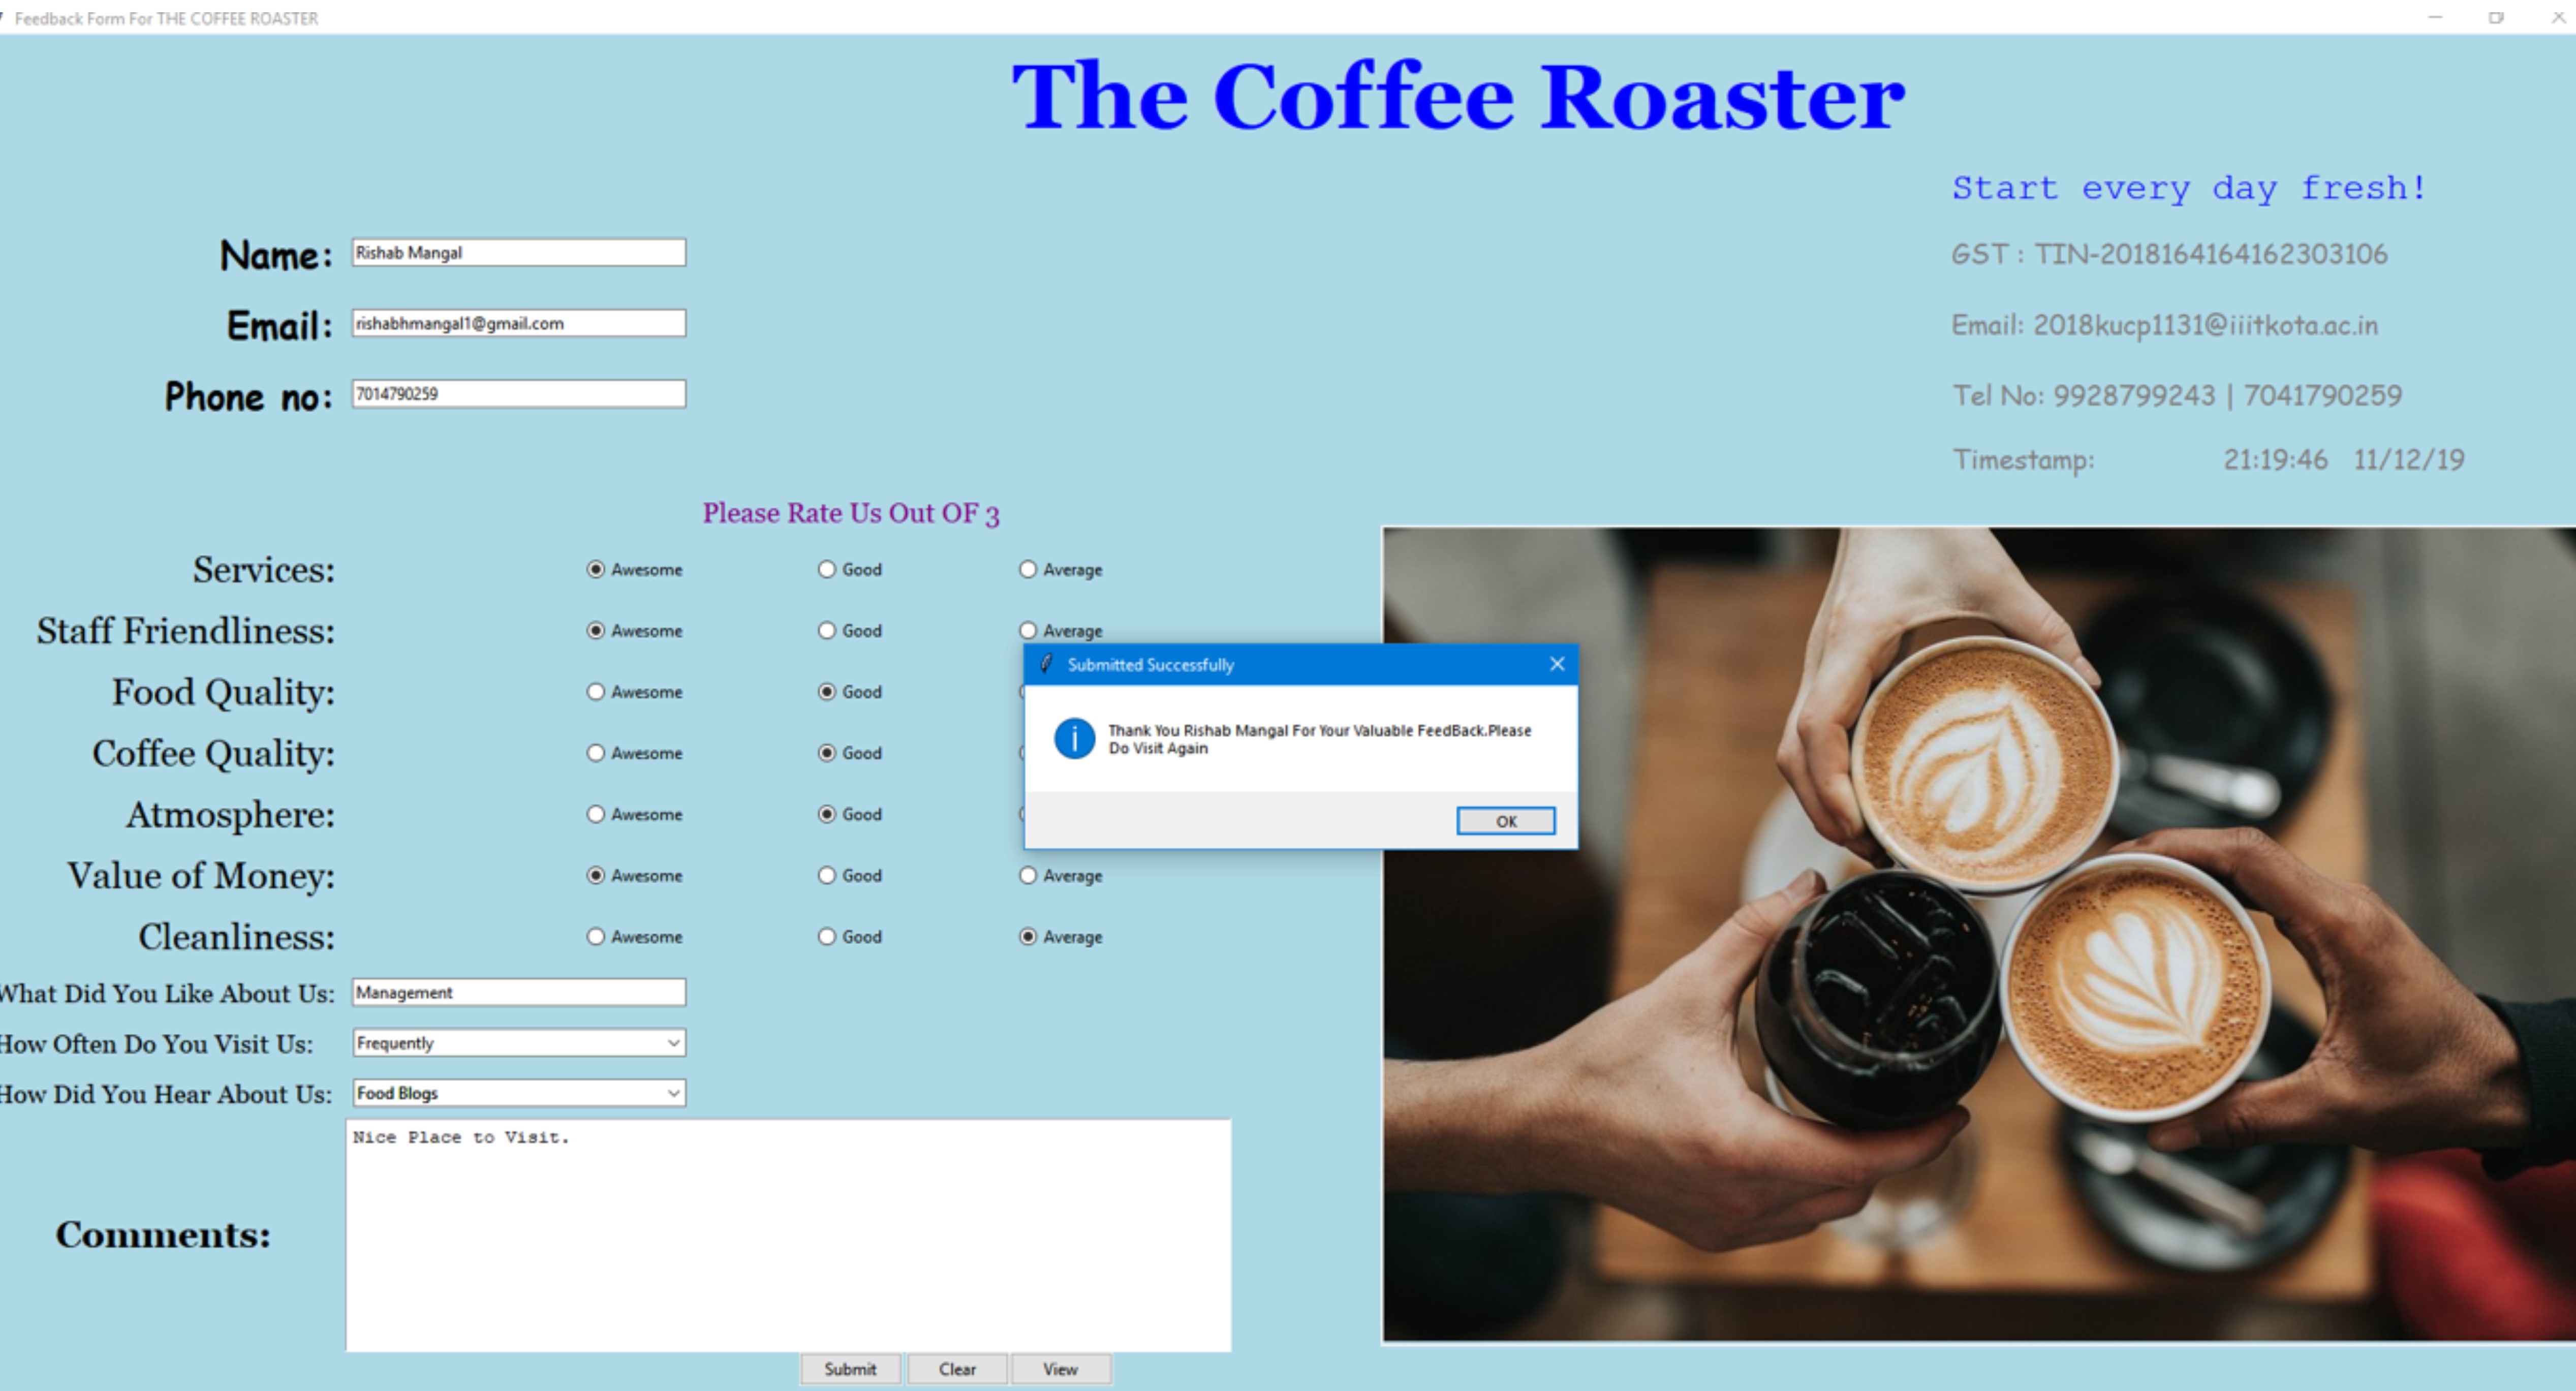 Feedback Form For THE COFFEE ROASTER
The Coffee Roaster
Start every day fresh!
Name: Rishab Mangal
GST : TIN-2018164164162303106
Email: rishabhmangal1@gmail.com
Email: 2018kucp1131@iiitkota.ac.in
Phone no: 7014790259
Tel No: 9928799243 | 7041790259
Timestamp: 21:19:46 11/12/19
Please Rate Us Out OF 3
Services: Awesome Good Average
Staff Friendliness: Awesome Good Average
Food Quality: Awesome Good
Coffee Quality: Awesome Good
Atmosphere: Awesome Good
Value of Money: Awesome Good Average
Cleanliness: Awesome Good Average
Submitted Successfully
Thank You Rishab Mangal For Your Valuable FeedBack.Please
Do Visit Again
OK
What Did You Like About Us: Management
How Often Do You Visit Us: Frequently
How Did You Hear About Us: Food Blogs
Comments: Nice Place to Visit.
Submit Clear View